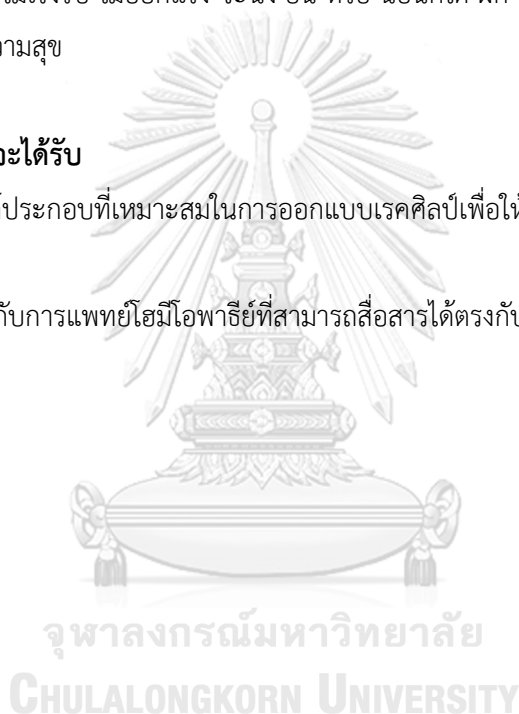 วามสุข
จะได้รับ
ประกอบที่เหมาะสมในการออกแบบเรคศิลป์เพื่อให้
กับการแพทย์โฮมีโอพาธีย์ที่สามารถสื่อสารได้ตรงกับ
จุฬาลงกรณ์มหาวิทยาลัย
CHULALONGKORN UNIVERSITY